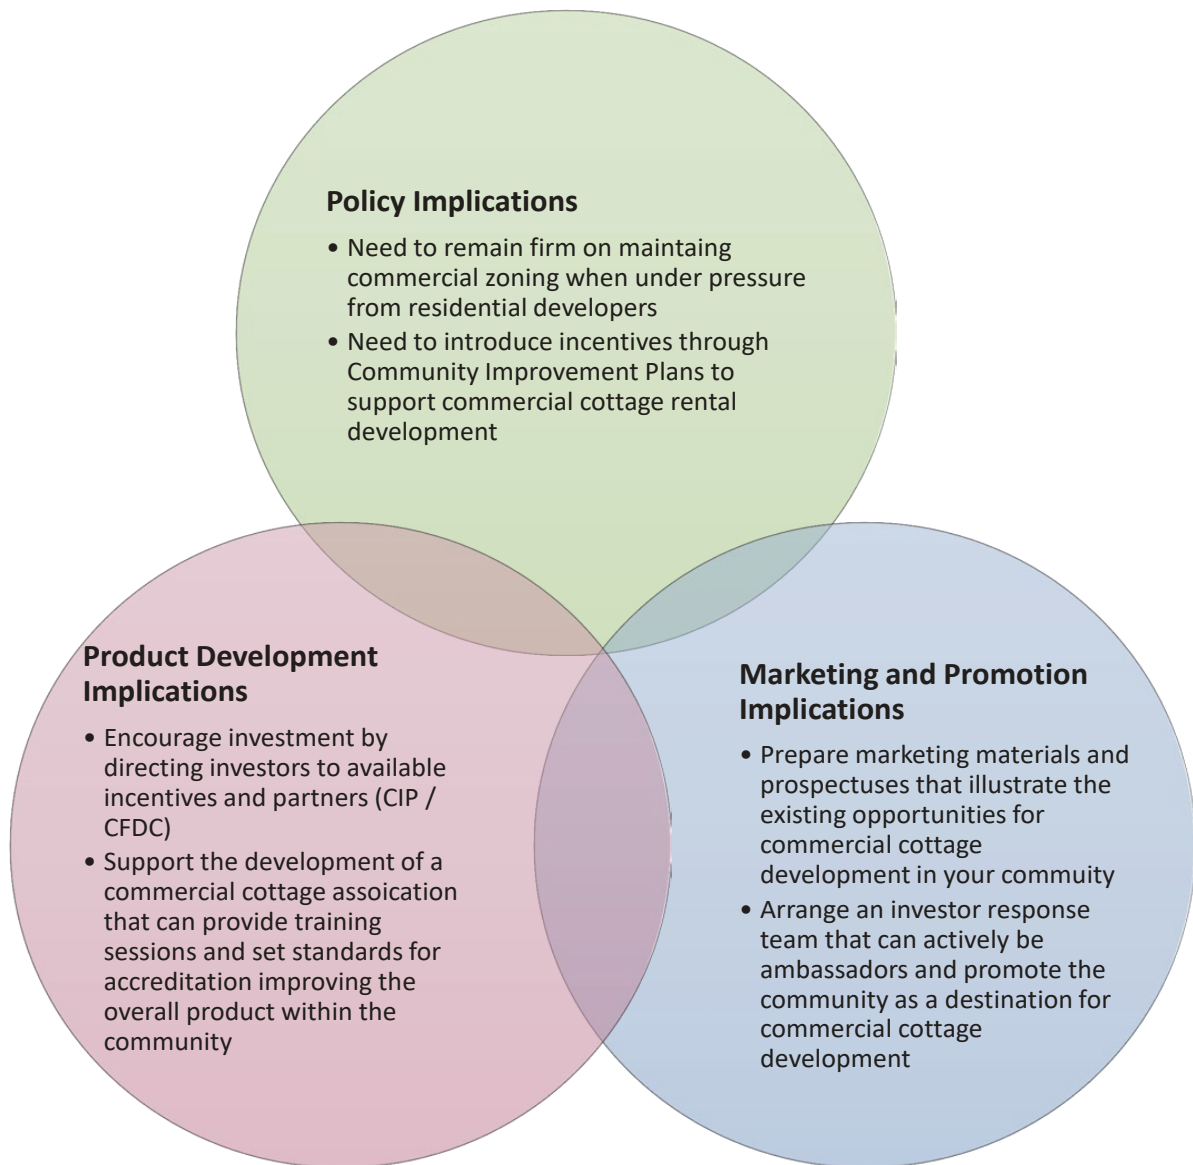 Policy Implications
• Need to remain firm on maintaing
commercial zoning when under pressure
from residential developers
• Need to introduce incentives through
Community Improvement Plans to
support commercial cottage rental
development
Product Development
Implications
• Encourage investment by
directing investors to available
incentives and partners (CIP /
CFDC)
• Support the development of a
commercial cottage assoication
that can provide training
sessions and set standards for
accreditation improving the
overall product within the
community
Marketing and Promotion
Implications
• Prepare marketing materials and
prospectuses that illustrate the
existing opportunities for
commercial cottage
development in your commuity
• Arrange an investor response
team that can actively be
ambassadors and promote the
community as a destination for
commercial cottage
development